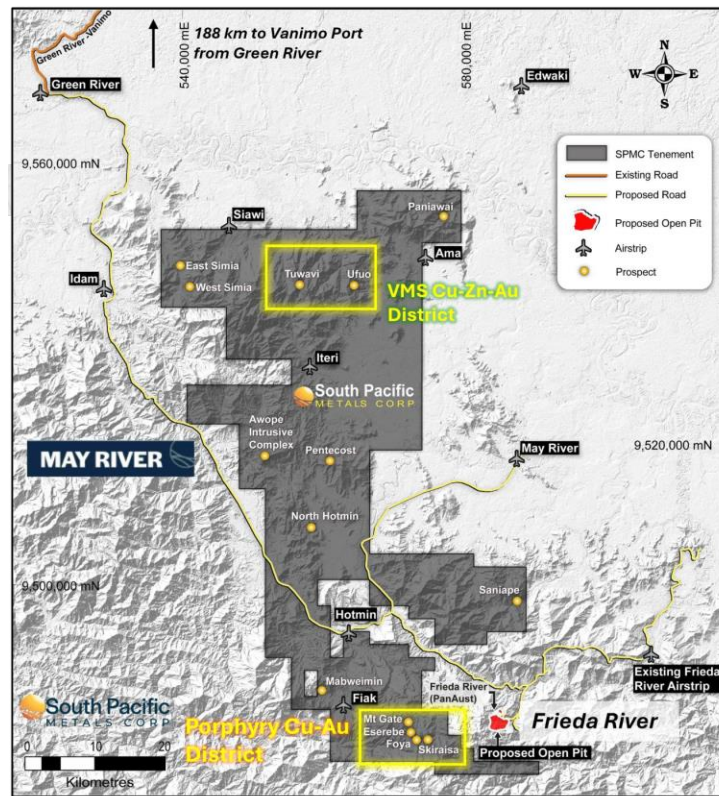 Green River -Vanimo
188 km to Vanimo Port
from Green River
540,000 mE
580,000 mE
Green River
Edwaki
N
W
E
S
9,560,000 mN
SPMC Tenement
Existing Road
Proposed Road
Proposed Open Pit
Airstrip
Prospect
Paniawai
Siawi
Ama
East Simia
West Simia
Tuwavi
Ufuo
Idam
VMS Cu-Zn-Au
District
Iteri
South Pacific
METALS CORP
Awope
Intrusive
Complex
Pentecost
MAY RIVER
May River
9,520,000 mN
North Hotmin
9,500,000 mN
Saniape
Hotmin
Existing Frieda
River Airstrip
Mabweimin
Fiak
Frieda River
(PanAust)
South Pacific
METALS CORP
Porphyry Cu-Au
District
Mt Gate
Eserebe
Foya
Skiraisa
Frieda River
Proposed Open Pit
0
10
20
Kilometres